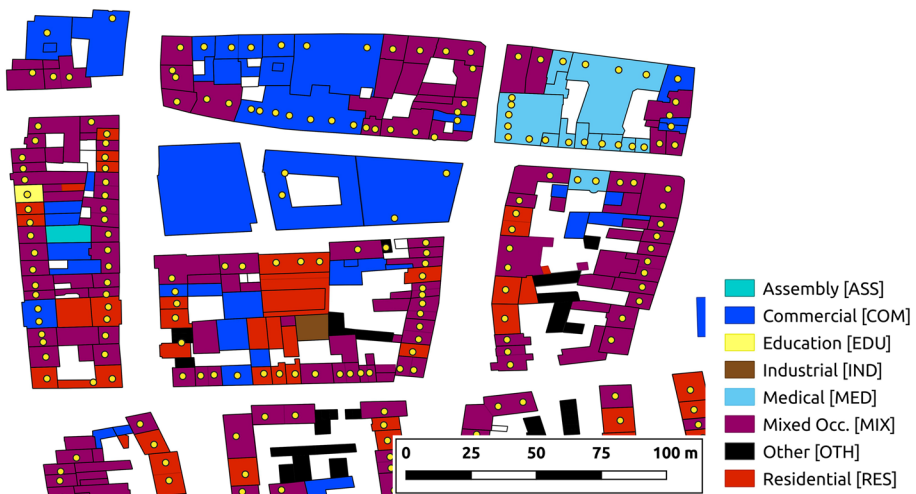 Assembly [ASS]
Commercial [COM]
Education [EDU]
Industrial [IND]
Medical [MED]
Mixed Occ. [MIX]
Other [OTH]
Residential [RES]
0 25 50 75 100 m